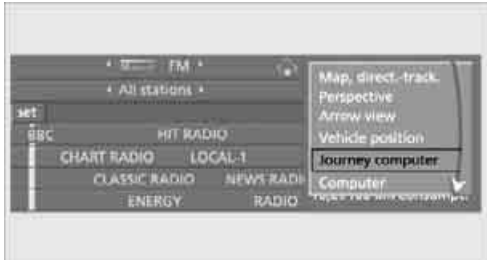 FM
All stations
set
BBC HIT RADIO
CHART RADIO LOCAL-1
CLASSIC RADIO NEWS RADI
ENERGY RADIO
Map, direct.-track.
Perspective
Arrow view
Vehicle position
Journey computer
Computer